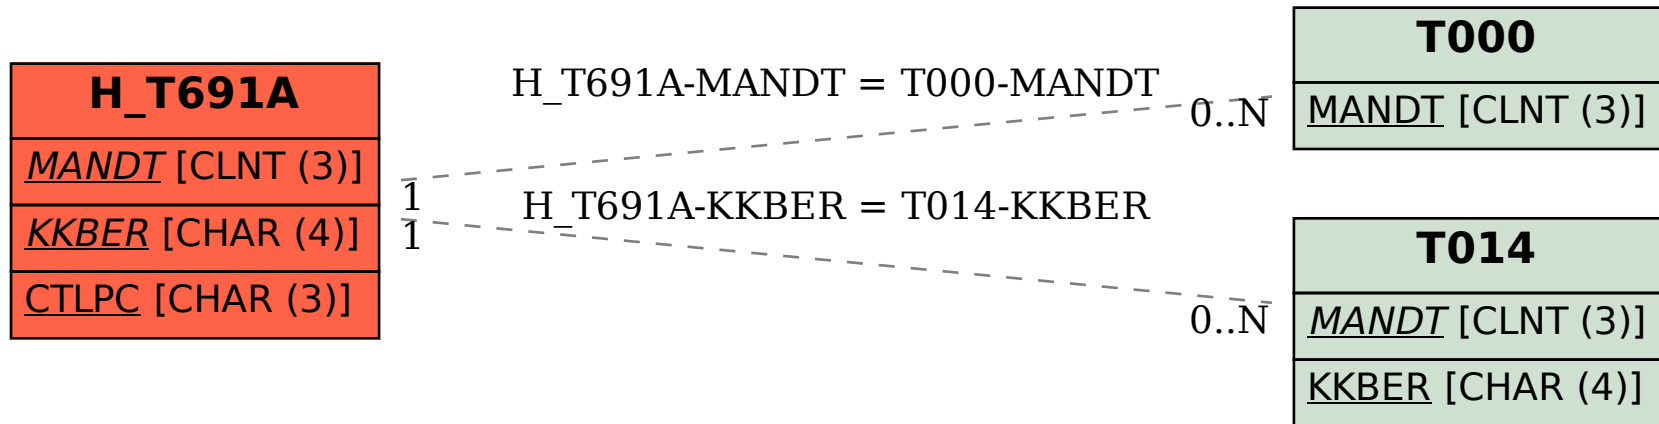 H_T691A
MANDT [CLNT (3)]
KKBER [CHAR (4)]
CTLPC [CHAR (3)]
H_T691A-MANDT = T000-MANDT
0..N
1
H_T691A-KKBER = T014-KKBER
1
0..N
T000
MANDT [CLNT (3)]
T014
MANDT [CLNT (3)]
KKBER [CHAR (4)]